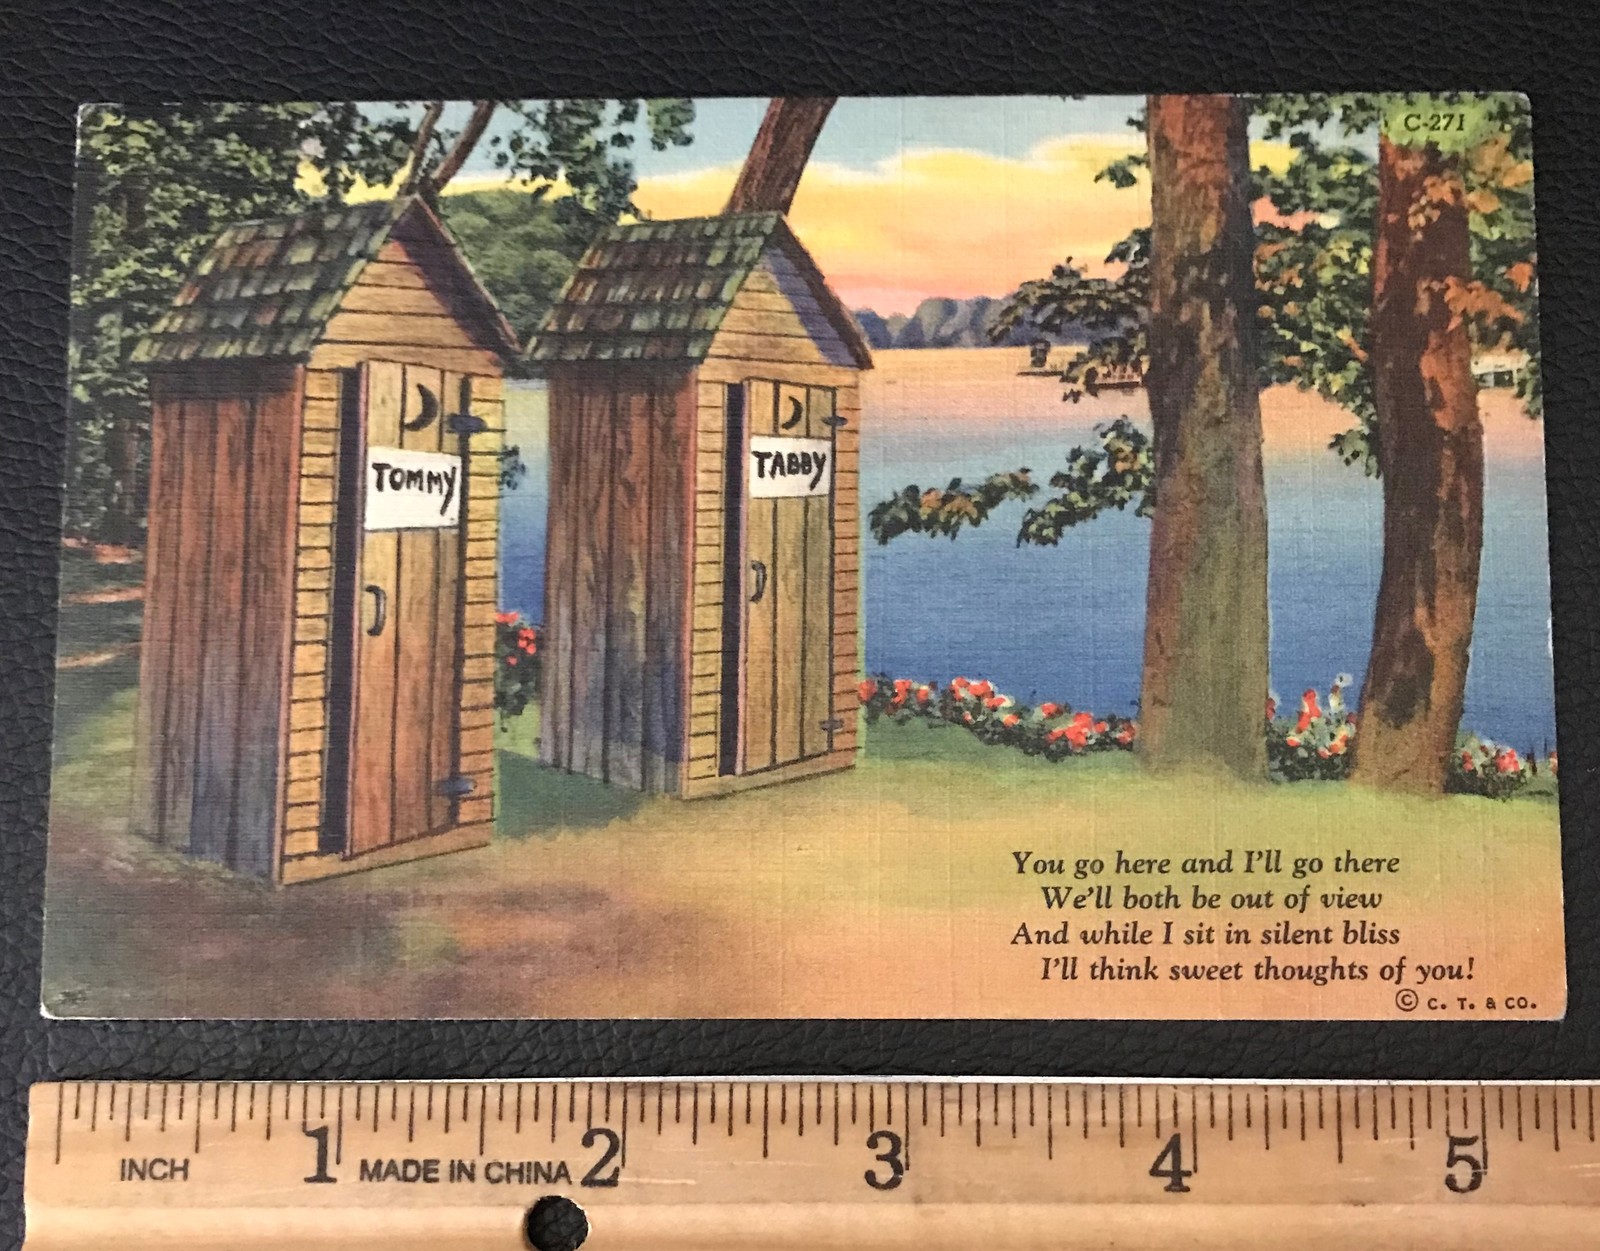 C-271
TOMMY
TABBY
You go here and I'll go there
We'll both be out of view
And while I sit in silent bliss
I'll think sweet thoughts of you!
© C. T. & CO.
1 2 3 4 5
INCH MADE IN CHINA